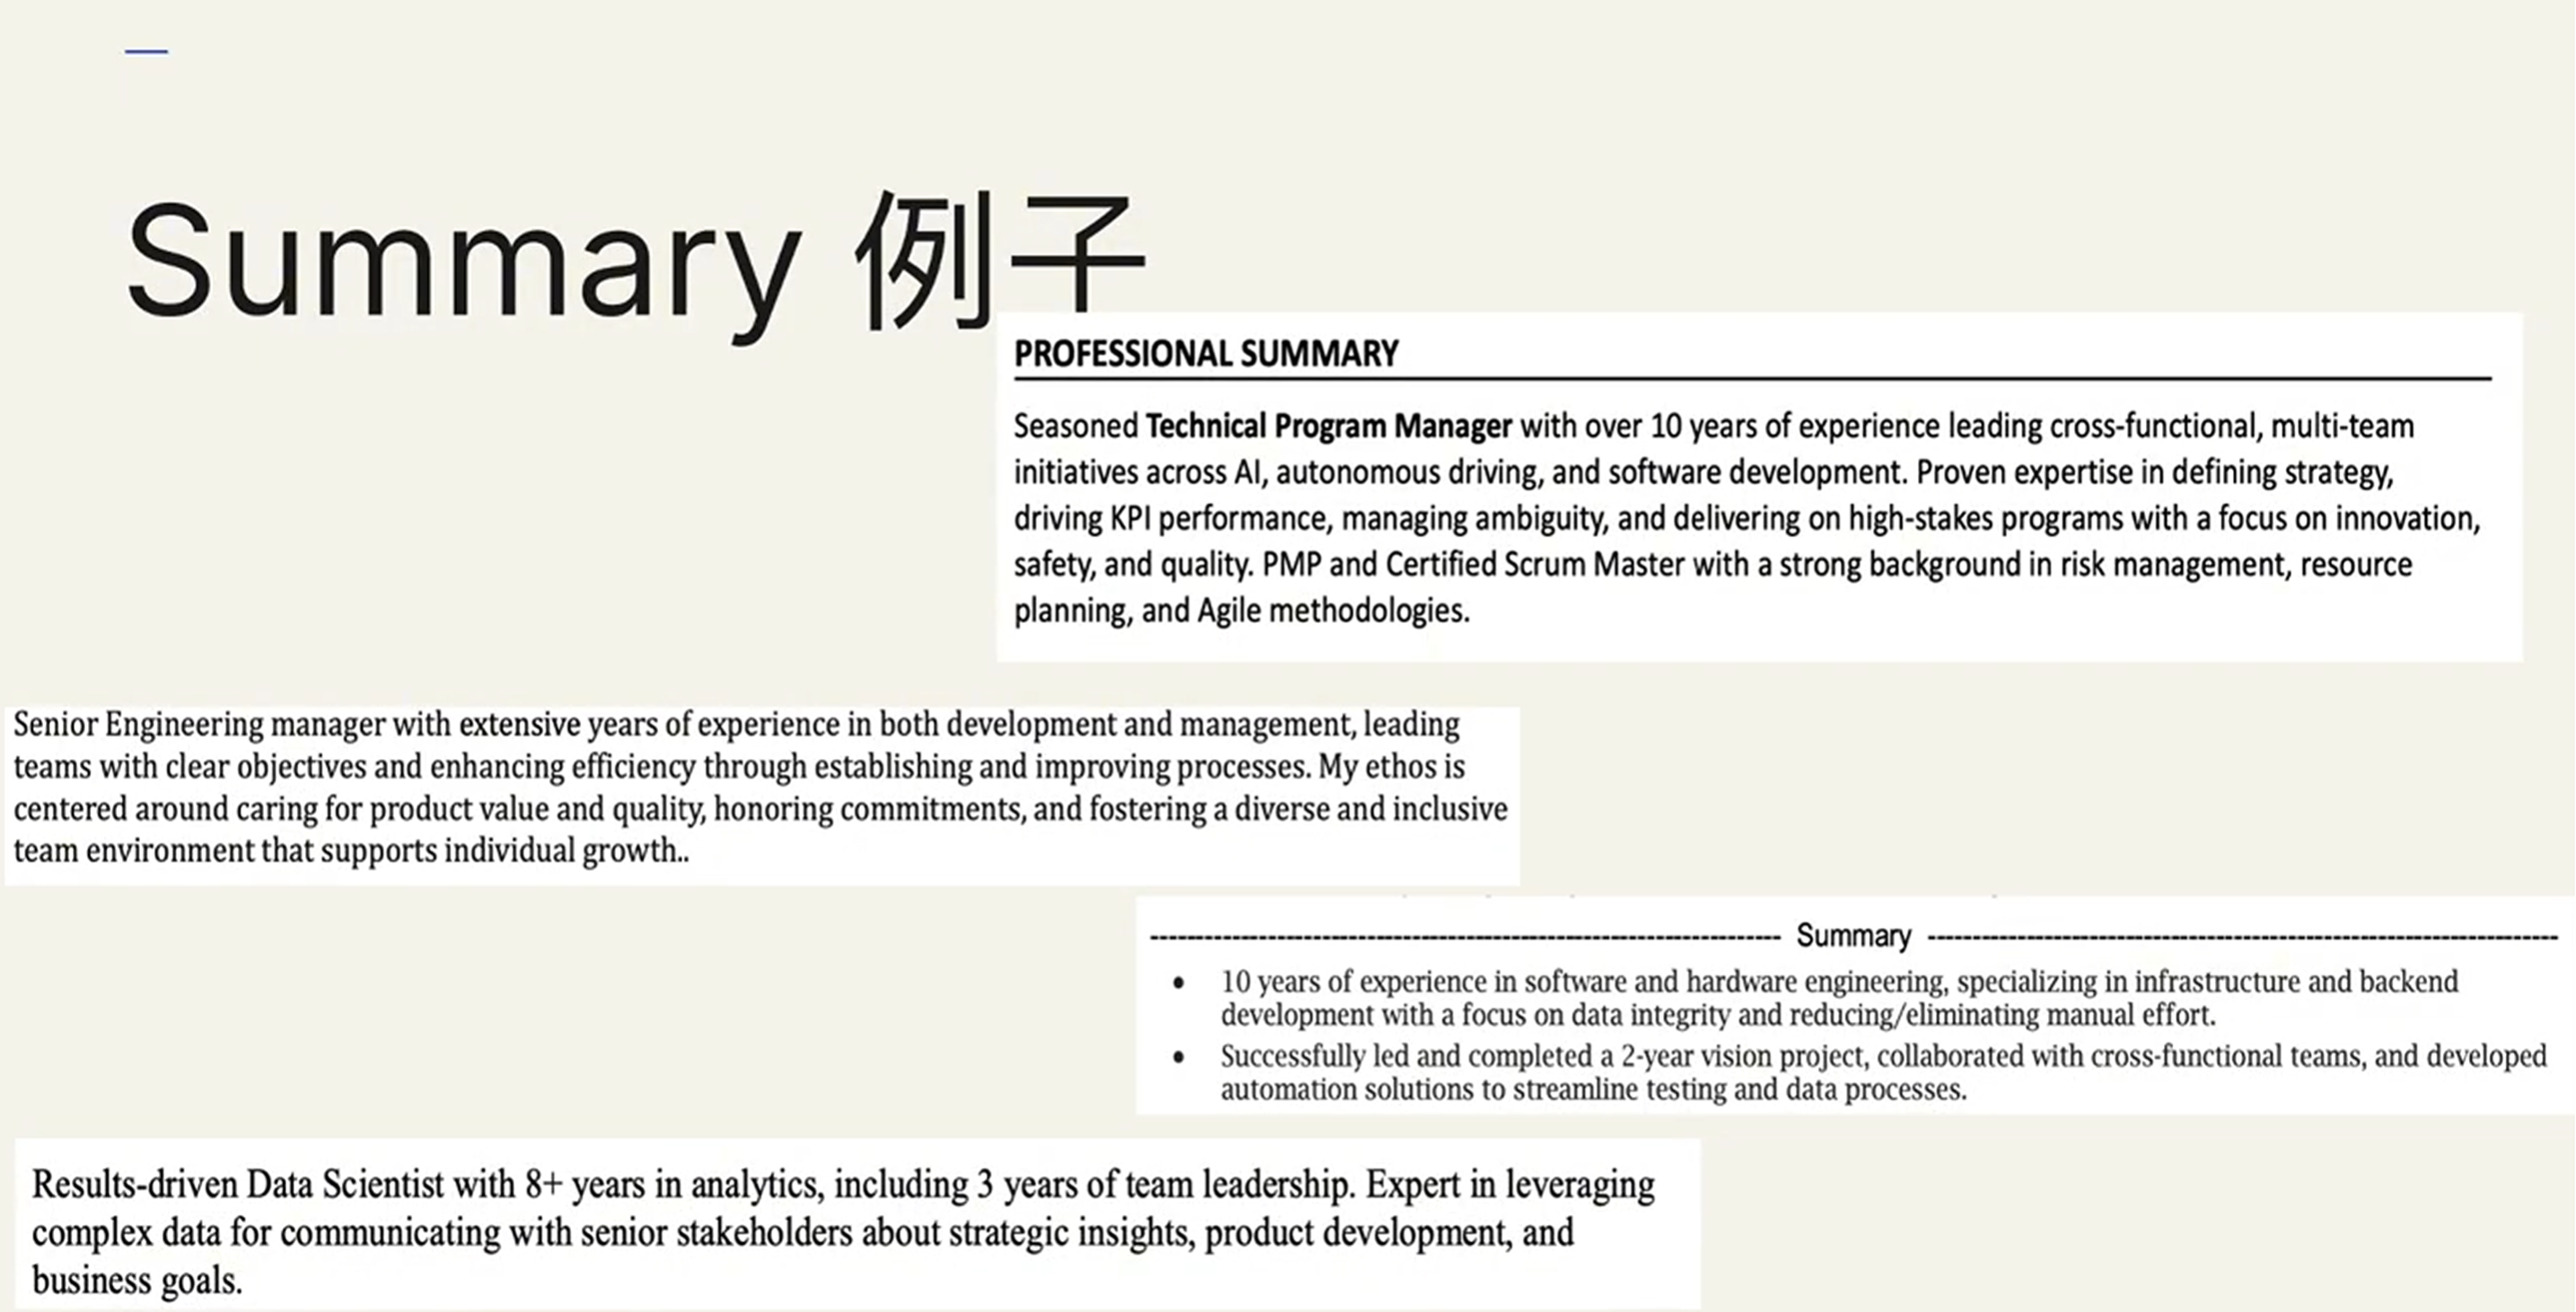 Summary 例子
PROFESSIONAL SUMMARY
Seasoned Technical Program Manager with over 10 years of experience leading cross-functional, multi-team
initiatives across AI, autonomous driving, and software development. Proven expertise in defining strategy,
driving KPI performance, managing ambiguity, and delivering on high-stakes programs with a focus on innovation,
safety, and quality. PMP and Certified Scrum Master with a strong background in risk management, resource
planning, and Agile methodologies.
Senior Engineering manager with extensive years of experience in both development and management, leading
teams with clear objectives and enhancing efficiency through establishing and improving processes. My ethos is
centered around caring for product value and quality, honoring commitments, and fostering a diverse and inclusive
team environment that supports individual growth..
Summary
• 10 years of experience in software and hardware engineering, specializing in infrastructure and backend
development with a focus on data integrity and reducing/eliminating manual effort.
• Successfully led and completed a 2-year vision project, collaborated with cross-functional teams, and developed
automation solutions to streamline testing and data processes.
Results-driven Data Scientist with 8+ years in analytics, including 3 years of team leadership. Expert in leveraging
complex data for communicating with senior stakeholders about strategic insights, product development, and
business goals.